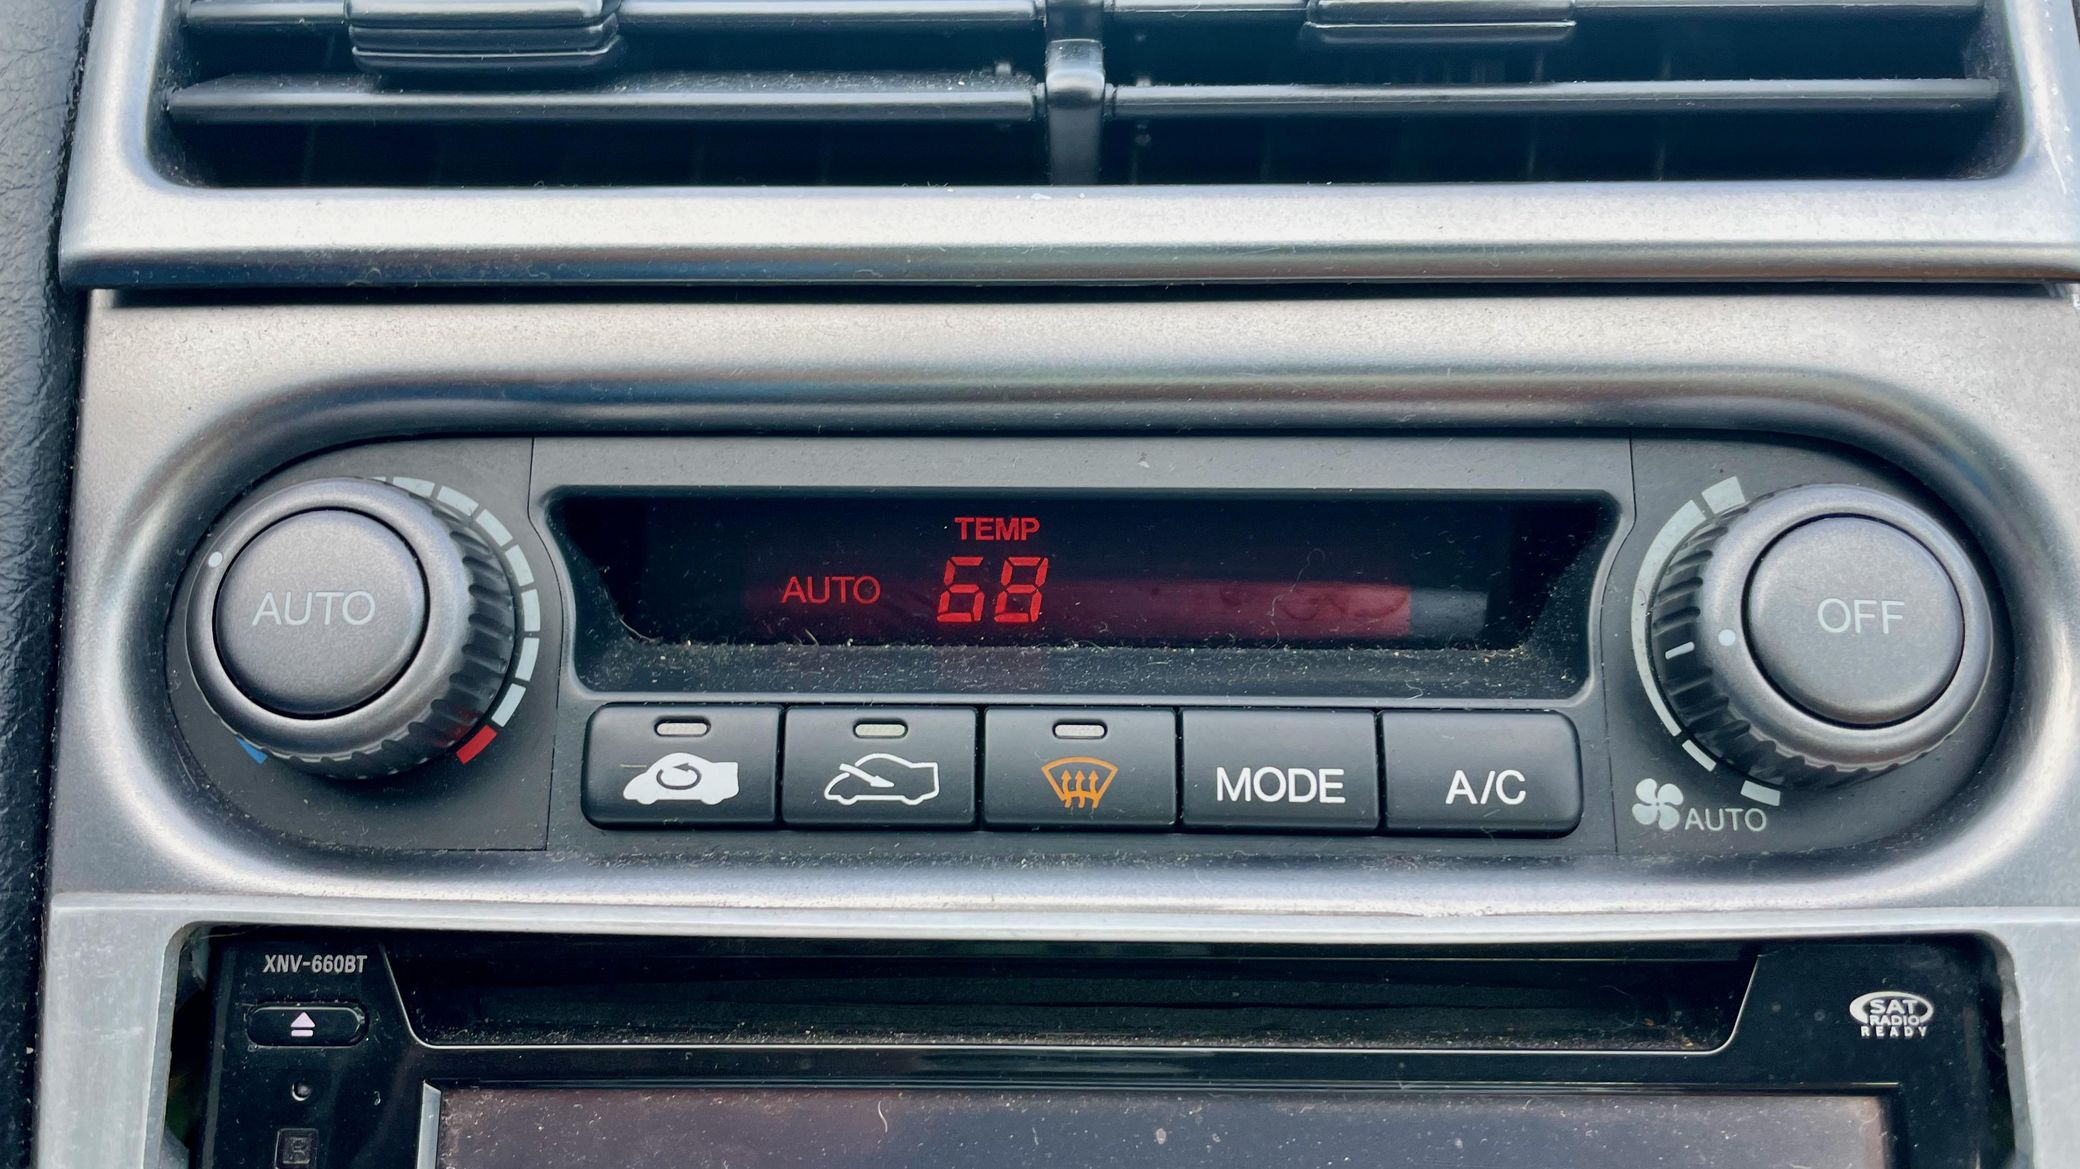 TEMP
AUTO 68
AUTO
OFF
MODE
A/C
AUTO
XNV-660BT
SAT
RADIO
READY
R